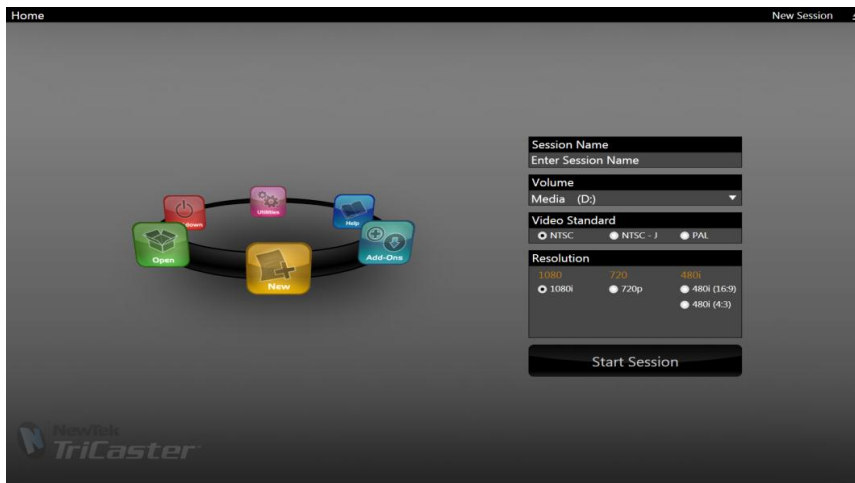 Home
New Session
Session Name
Enter Session Name
Volume
Media (D:)
Video Standard
NTSC
NTSC - J
PAL
Resolution
1080
720
480i
1080i
720p
480i (16:9)
480i (4:3)
Start Session
Utilities
down
Help
Open
Add-Ons
New
NewTek
TriCaster